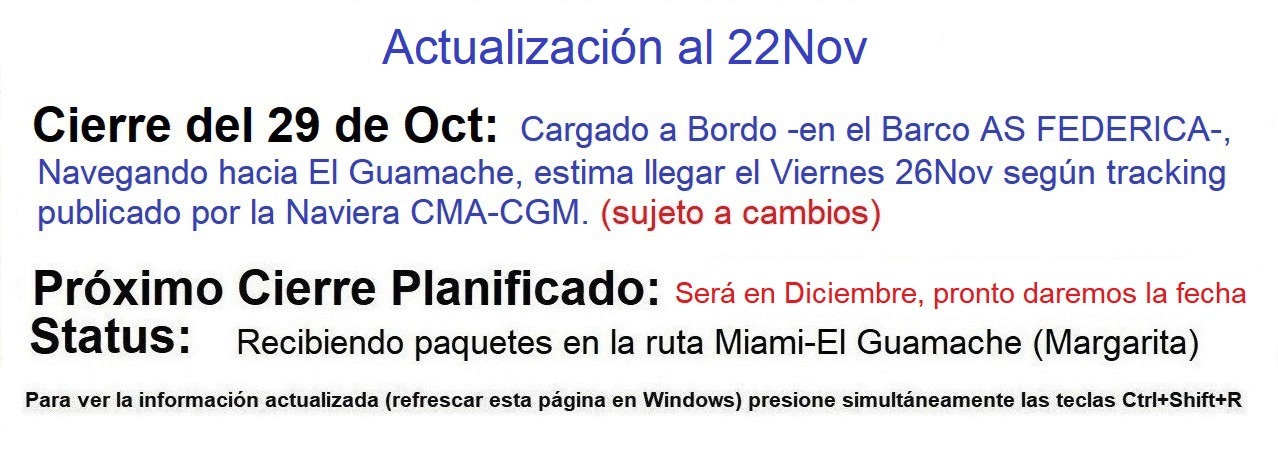 Actualización al 22Nov
Cierre del 29 de Oct: Cargado a Bordo -en el Barco AS FEDERICA-,
Navegando hacia El Guamache, estima llegar el Viernes 26Nov según tracking
publicado por la Naviera CMA-CGM. (sujeto a cambios)
Próximo Cierre Planificado: Será en Diciembre, pronto daremos la fecha
Status: Recibiendo paquetes en la ruta Miami-El Guamache (Margarita)
Para ver la información actualizada (refrescar esta página en Windows) presione simultáneamente las teclas Ctrl+Shift+R